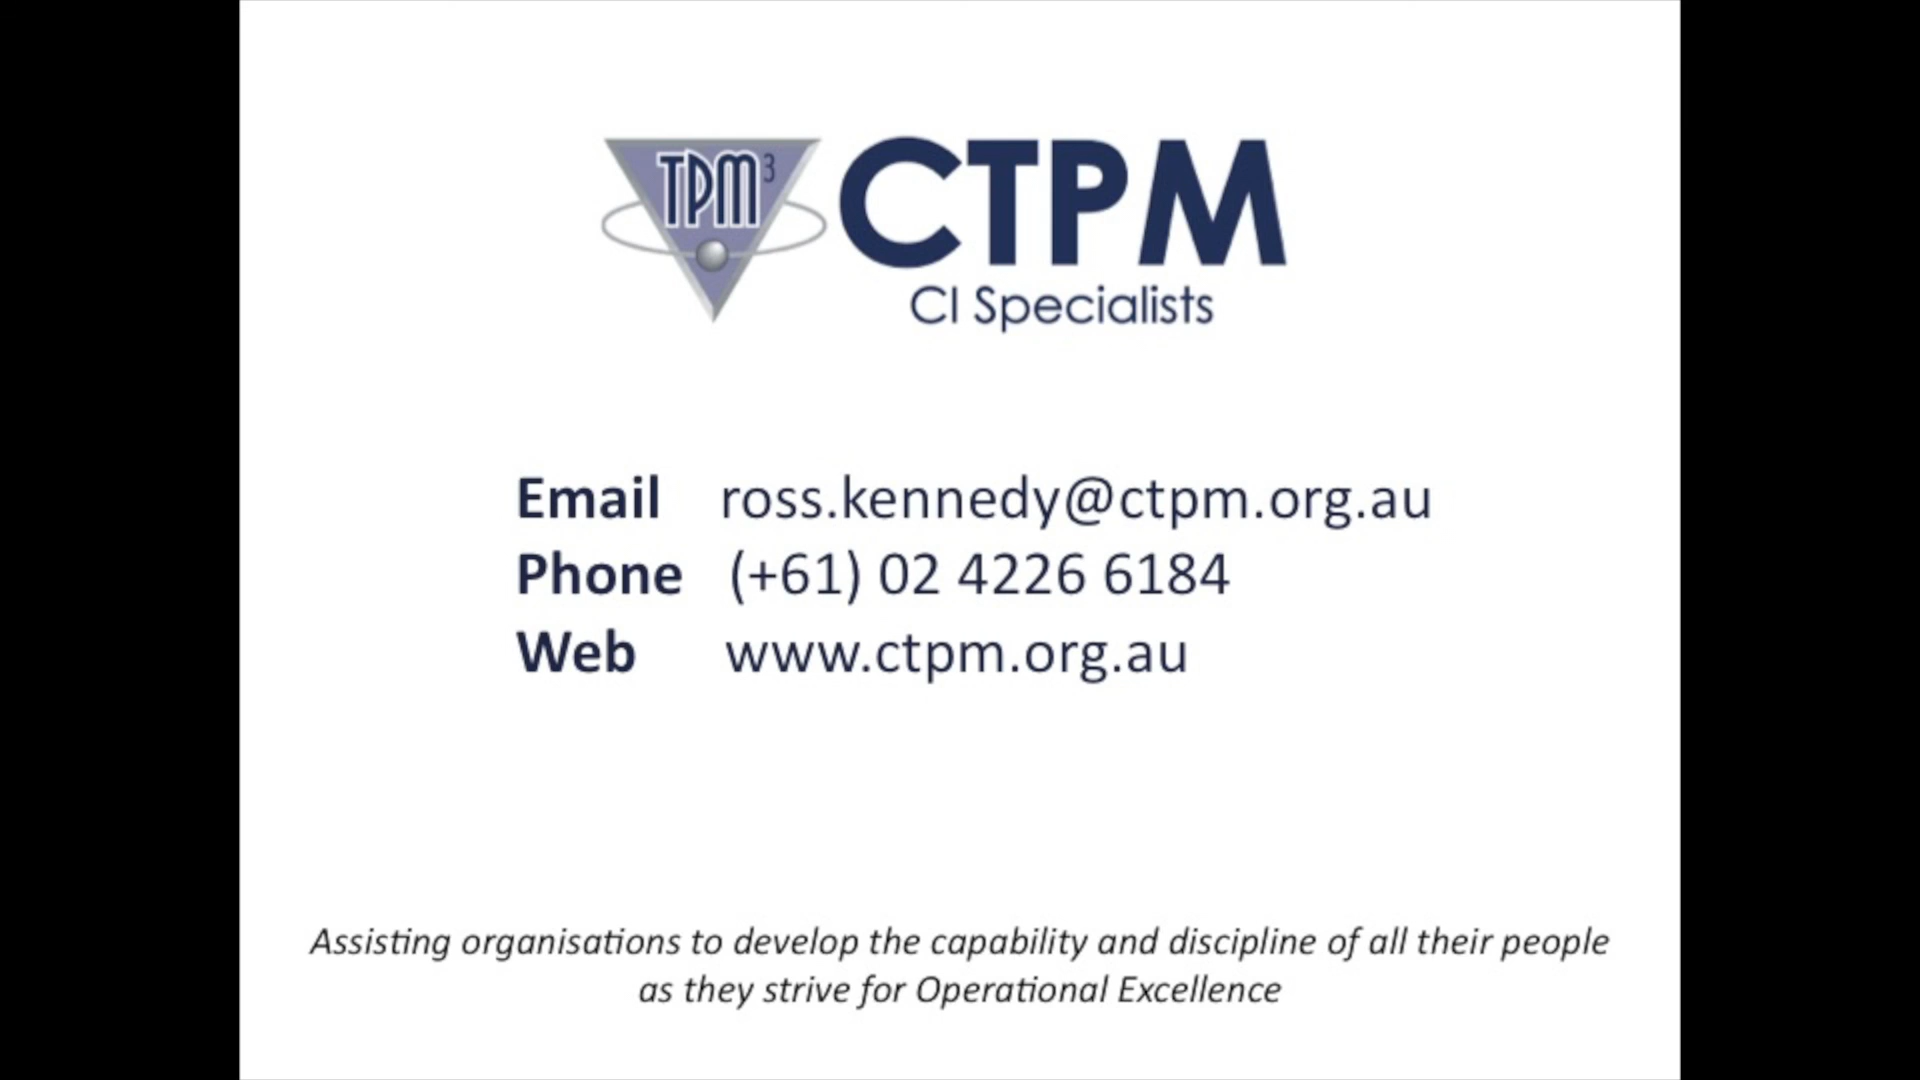 TPM³ CTPM
CI Specialists
Email ross.kennedy@ctpm.org.au
Phone (+61) 02 4226 6184
Web www.ctpm.org.au
Assisting organisations to develop the capability and discipline of all their people
as they strive for Operational Excellence